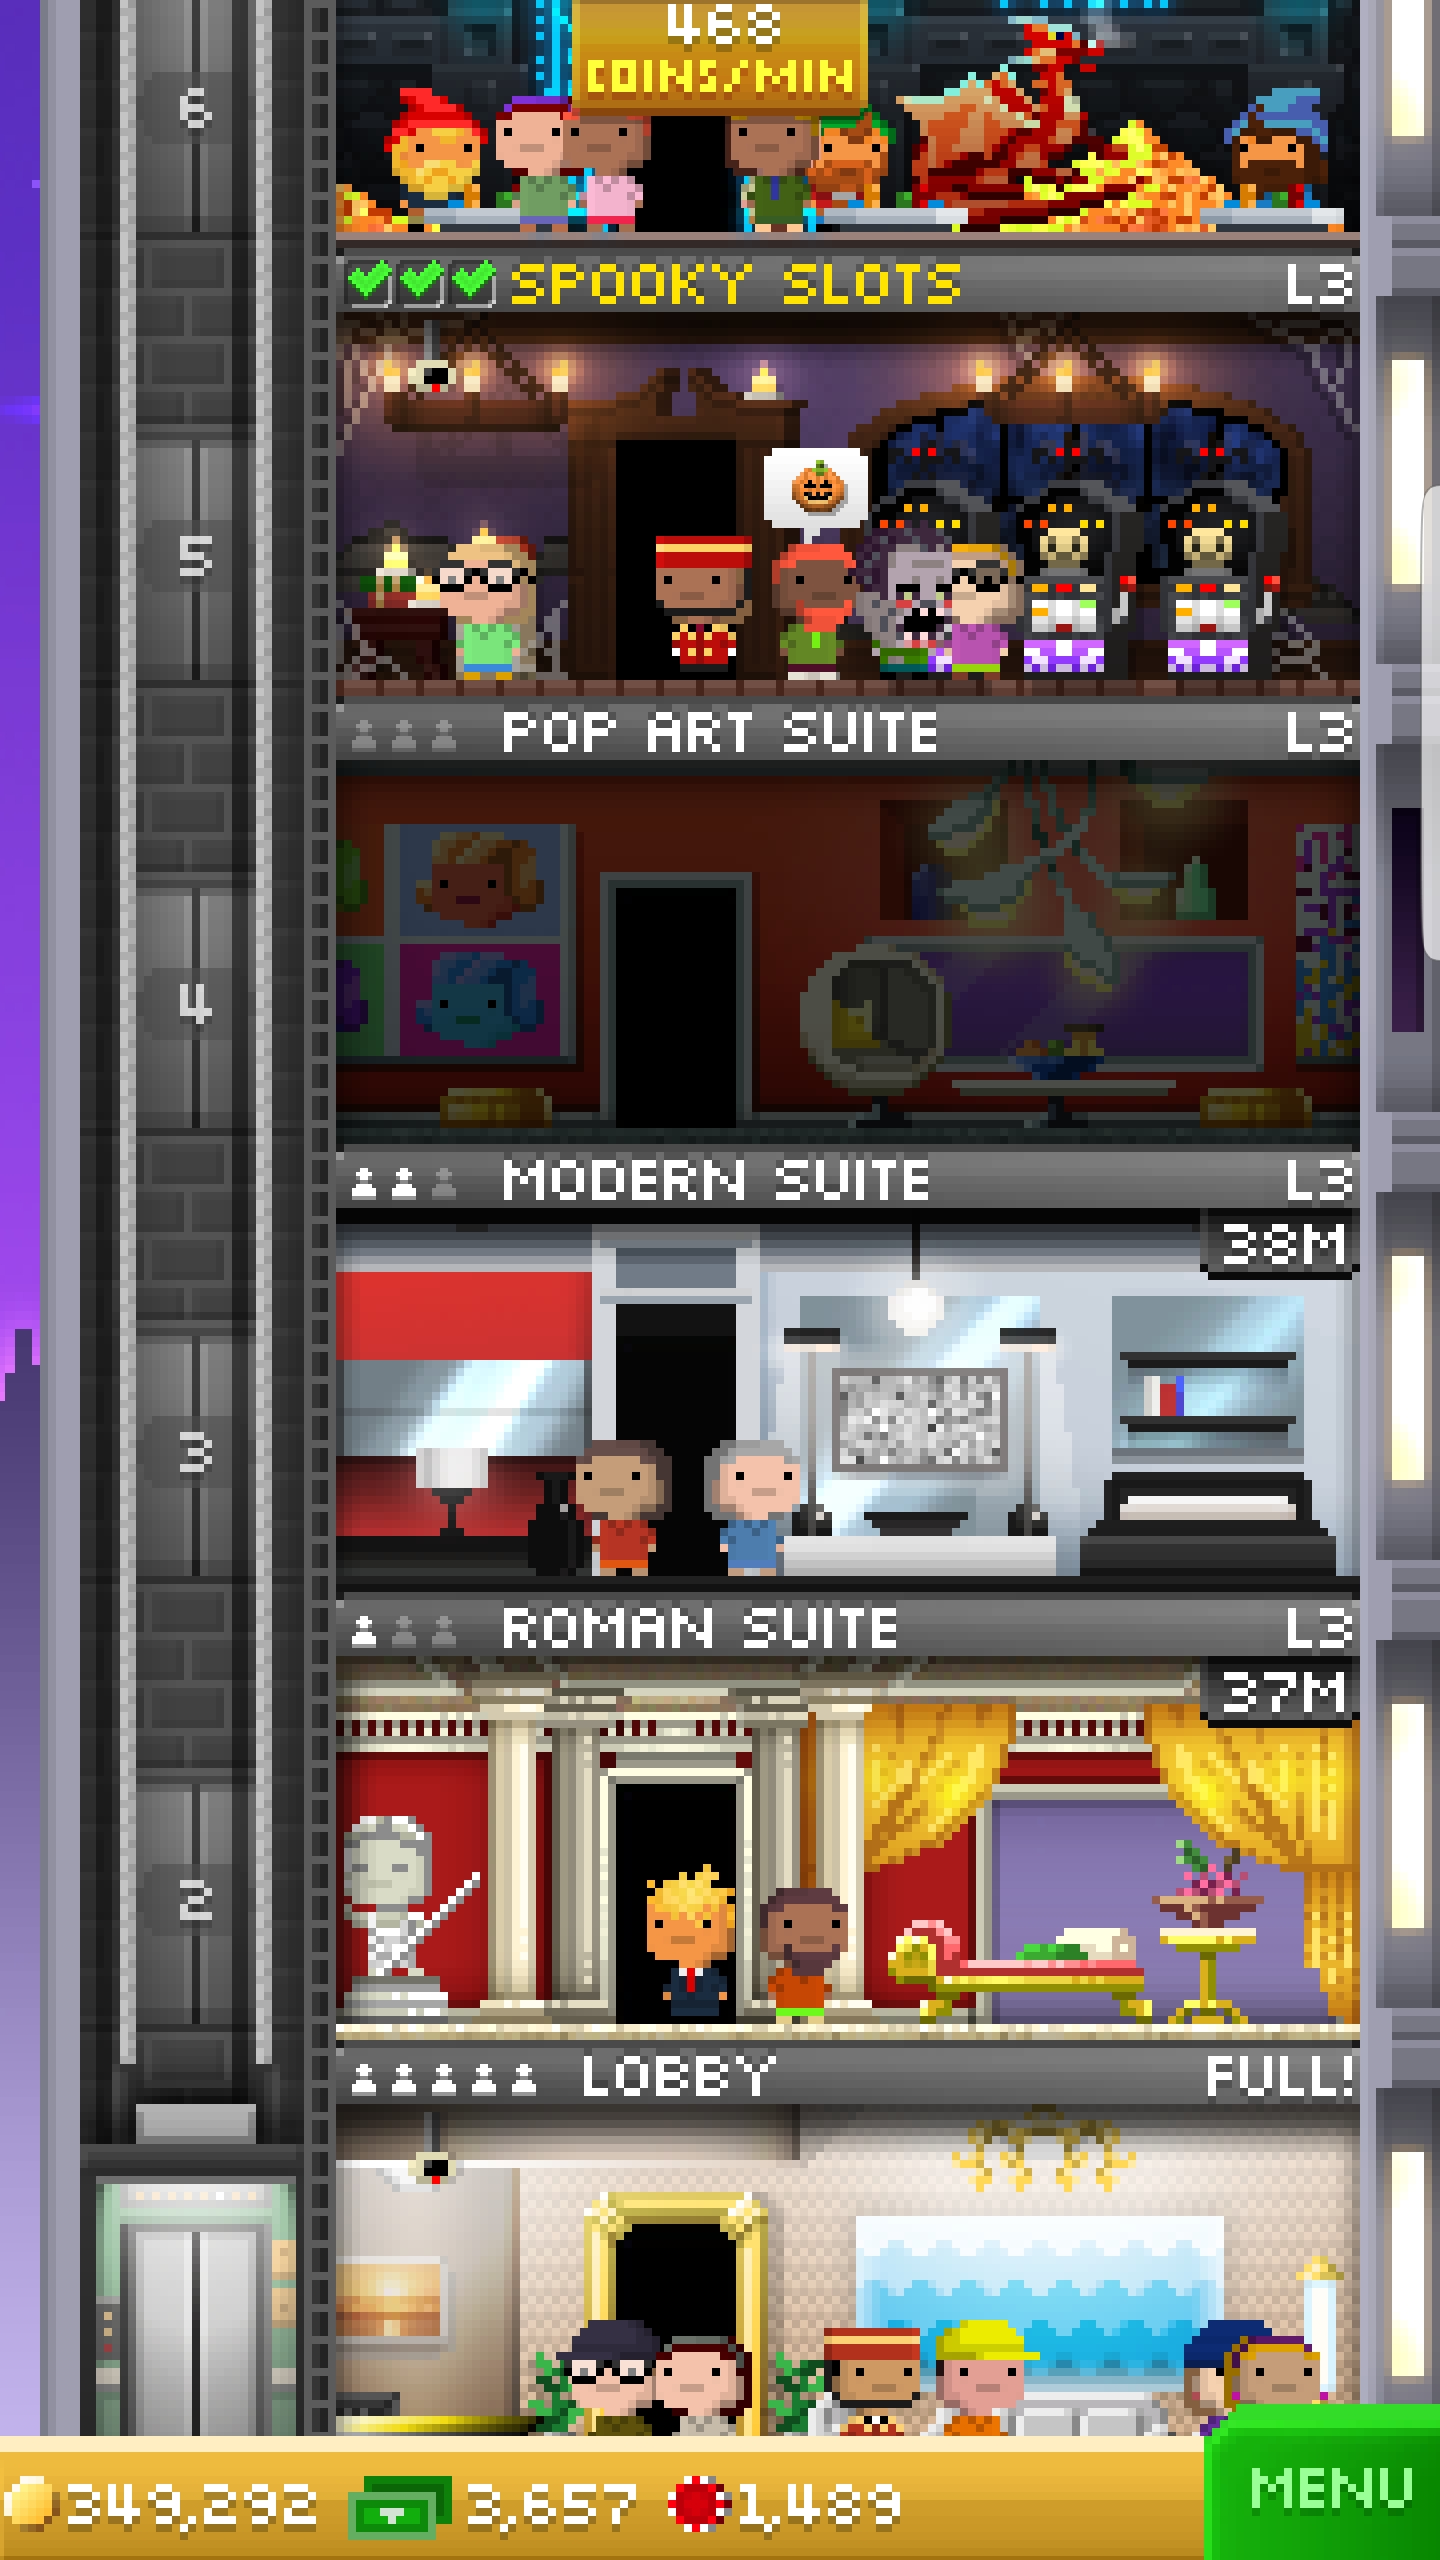 468
COINS/MIN
6
SPOOKY SLOTS L3
5
POP ART SUITE L3
4
MODERN SUITE L3
38M
3
ROMAN SUITE L3
37M
2
LOBBY FULL!
349,292 3,657 1,489 MENU